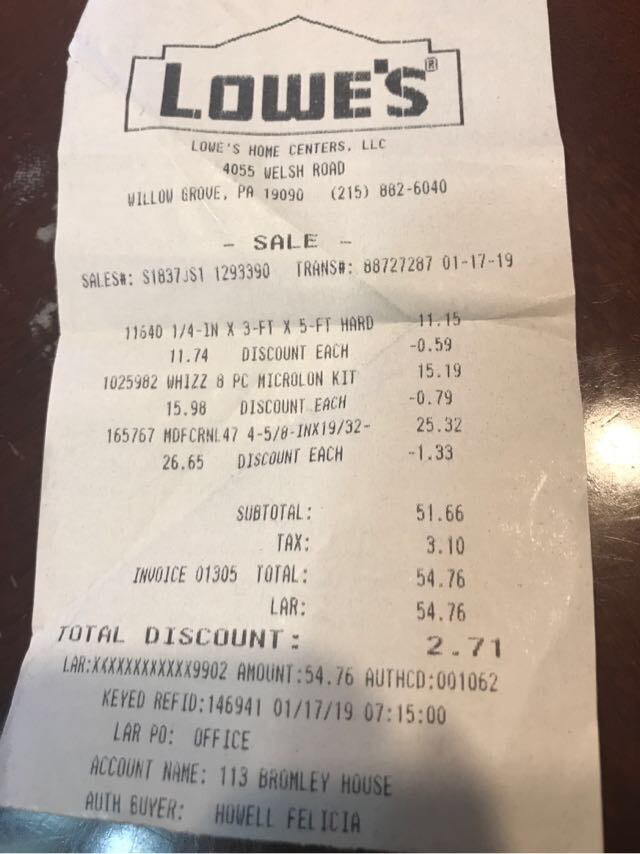 LOWE'S®
LOWE'S HOME CENTERS, LLC
4055 WELSH ROAD
WILLOW GROVE, PA 19090 (215) 882-6040
- SALE -
SALES#: S1837JS1 1293390 TRANS#: 88727287 01-17-19
11640 1/4-IN X 3-FT X 5-FT HARD 11.15
11.74 DISCOUNT EACH -0.59
1025982 WHIZZ 8 PC MICROLON KIT 15.19
15.98 DISCOUNT EACH -0.79
165767 MDFCRNL47 4-5/8-INX19/32- 25.32
26.65 DISCOUNT EACH -1.33
SUBTOTAL: 51.66
TAX: 3.10
INVOICE 01305 TOTAL: 54.76
LAR: 54.76
TOTAL DISCOUNT: 2.71
LAR:XXXXXXXXXXXX9902 AMOUNT:54.76 AUTHCD:001062
KEYED REFID:146941 01/17/19 07:15:00
LAR PO: OFFICE
ACCOUNT NAME: 113 BROMLEY HOUSE
AUTH BUYER: HOWELL FELICIA